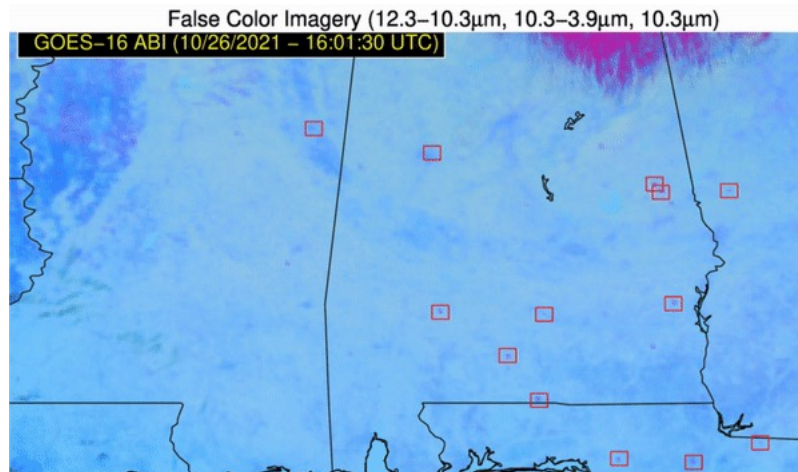 False Color Imagery (12.3−10.3μm, 10.3−3.9μm, 10.3μm)
GOES−16 ABI (10/26/2021 − 16:01:30 UTC)